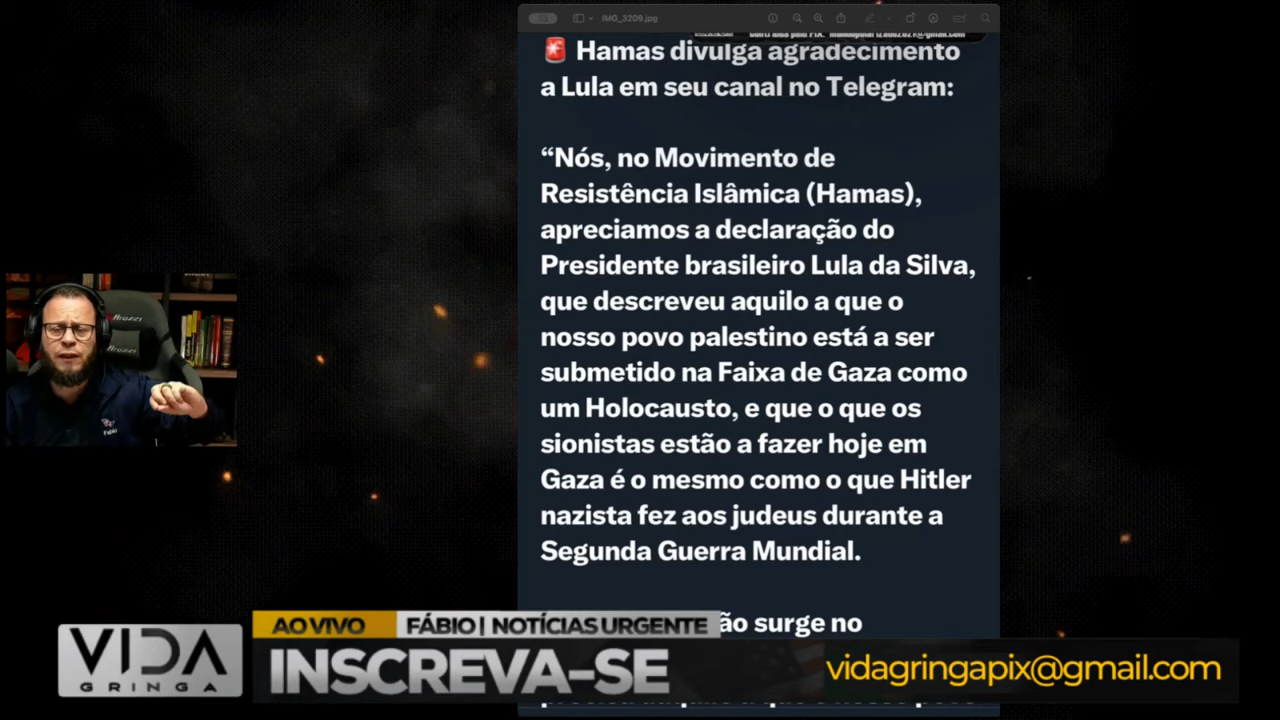 IMG_3209.jpg
🚨 Hamas divulga agradecimento
a Lula em seu canal no Telegram:
“Nós, no Movimento de
Resistência Islâmica (Hamas),
apreciamos a declaração do
Presidente brasileiro Lula da Silva,
que descreveu aquilo a que o
nosso povo palestino está a ser
submetido na Faixa de Gaza como
um Holocausto, e que o que os
sionistas estão a fazer hoje em
Gaza é o mesmo como o que Hitler
nazista fez aos judeus durante a
Segunda Guerra Mundial.
surge no
AROZZI
AROZZI
Fábio
VIDA
GRINGA
AO VIVO
FÁBIO | NOTÍCIAS URGENTE
INSCREVA-SE
vidagringapix@gmail.com